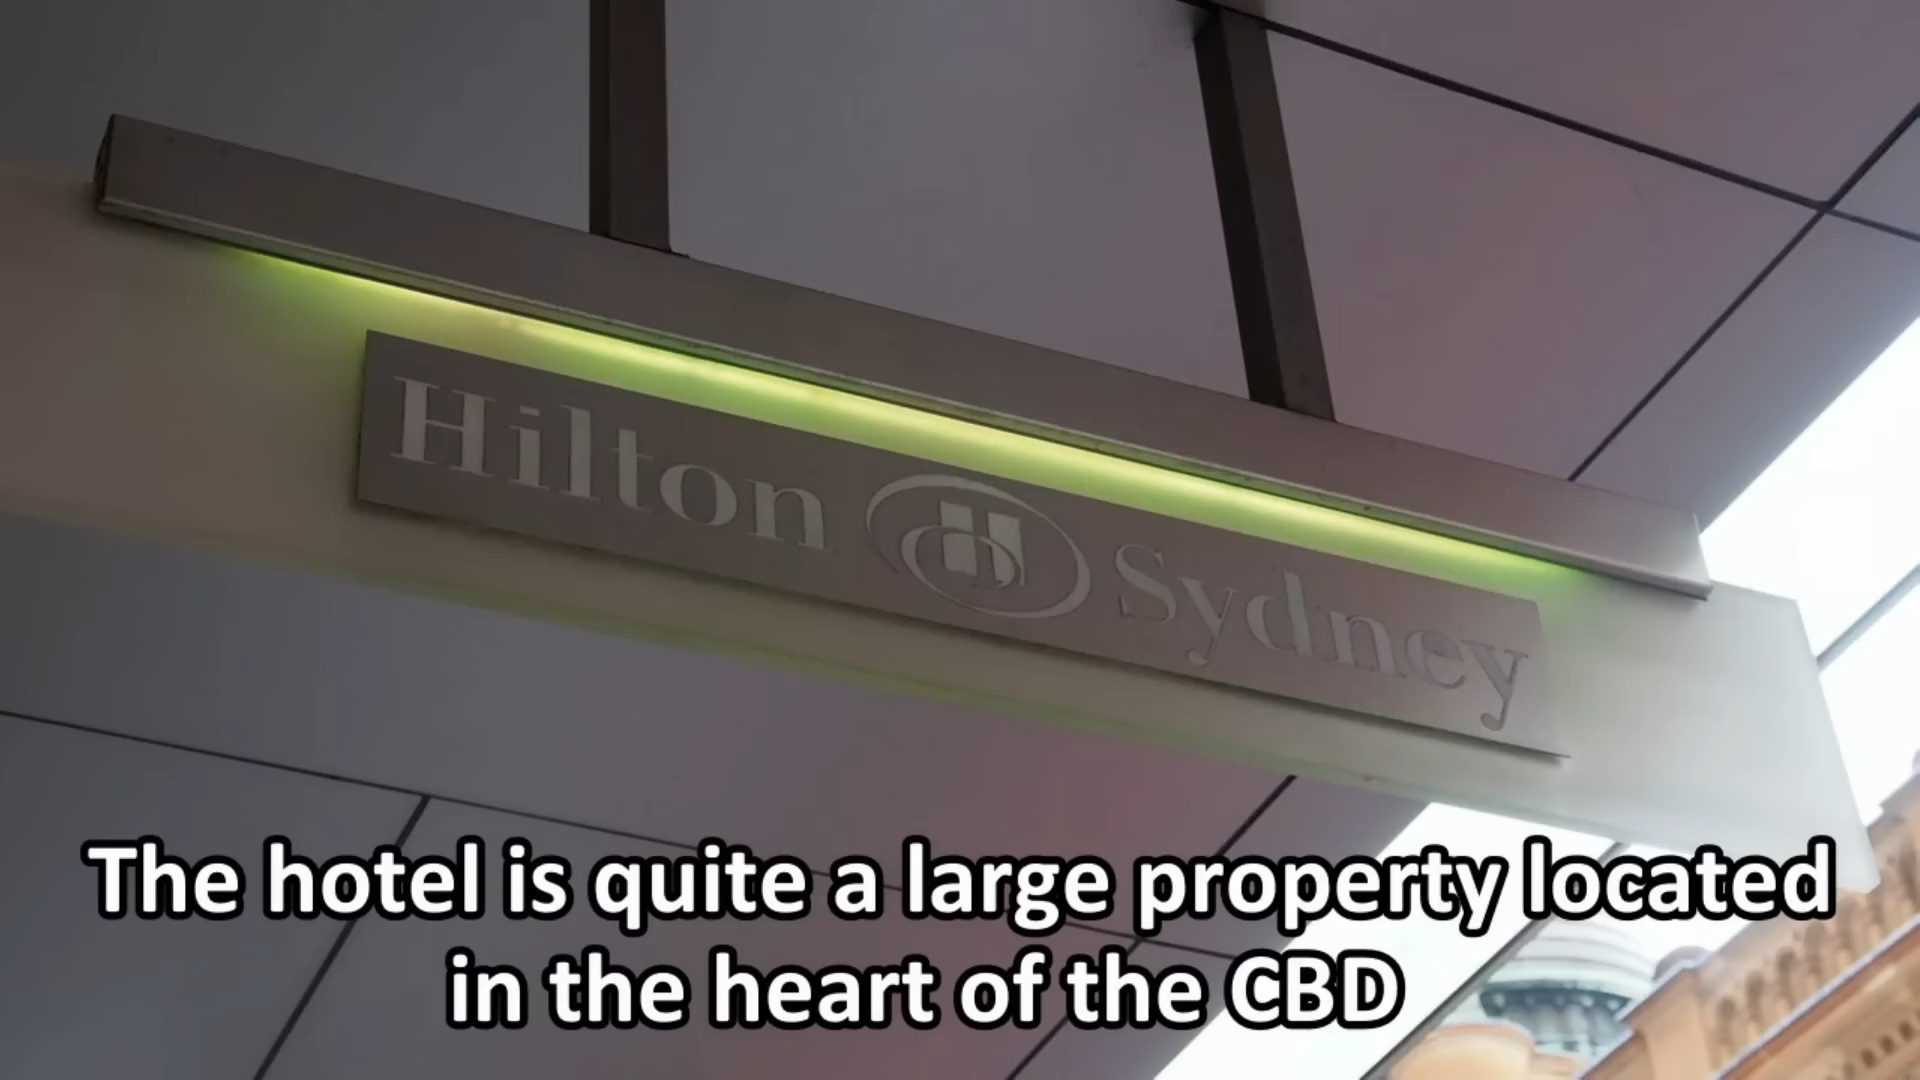 Hilton H Sydney
The hotel is quite a large property located
in the heart of the CBD